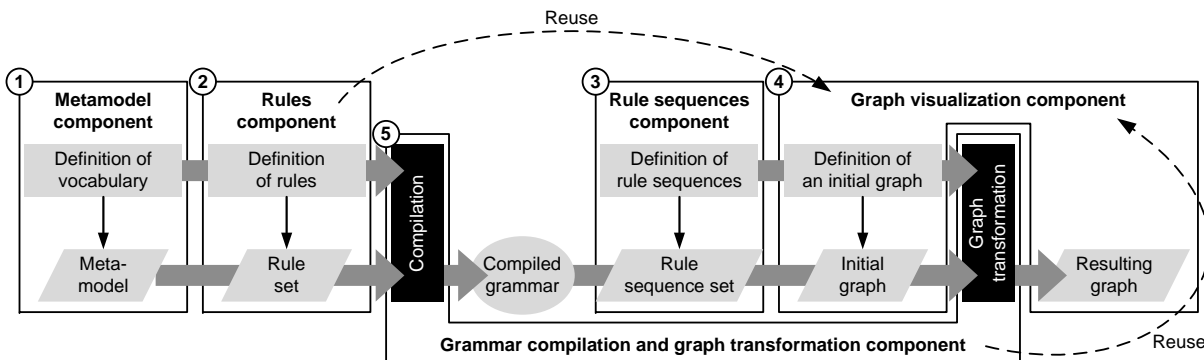 Reuse
1
2
3
4
Metamodel
component
Rules
component
Rule sequences
component
Graph visualization component
5
Definition of
vocabulary
Definition
of rules
Compilation
Definition of
rule sequences
Definition of
an initial graph
Graph
transformation
Meta-
model
Rule
set
Compiled
grammar
Rule
sequence set
Initial
graph
Resulting
graph
Grammar compilation and graph transformation component
Reuse